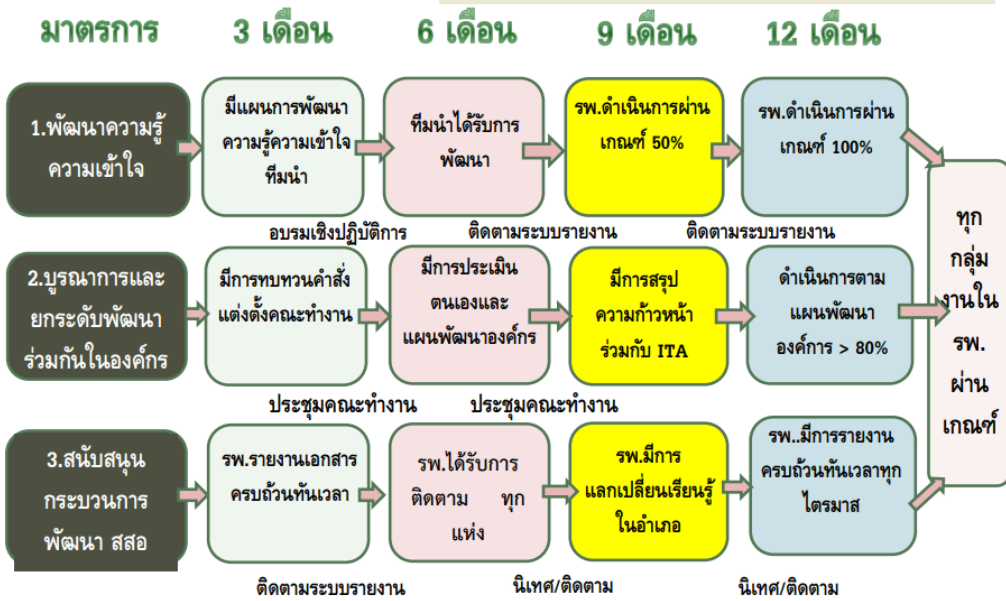 มาตรการ
3 เดือน
6 เดือน
9 เดือน
12 เดือน
1.พัฒนาความรู้
ความเข้าใจ
มีแผนการพัฒนา
ความรู้ความเข้าใจ
ทีมนำ
ทีมนำได้รับการ
พัฒนา
รพ.ดำเนินการผ่าน
เกณฑ์ 50%
รพ.ดำเนินการผ่าน
เกณฑ์ 100%
อบรมเชิงปฏิบัติการ
ติดตามระบบรายงาน
ติดตามระบบรายงาน
2.บูรณาการและ
ยกระดับพัฒนา
ร่วมกันในองค์กร
มีการทบทวนคำสั่ง
แต่งตั้งคณะทำงาน
มีการประเมิน
ตนเองและ
แผนพัฒนาองค์กร
มีการสรุป
ความก้าวหน้า
ร่วมกับ ITA
ดำเนินการตาม
แผนพัฒนา
องค์การ > 80%
ประชุมคณะทำงาน
ประชุมคณะทำงาน
3.สนับสนุน
กระบวนการ
พัฒนา สสอ
รพ.รายงานเอกสาร
ครบถ้วนทันเวลา
รพ.ได้รับการ
ติดตาม ทุก
แห่ง
รพ.มีการ
แลกเปลี่ยนเรียนรู้
ในอำเภอ
รพ..มีการรายงาน
ครบถ้วนทันเวลาทุก
ไตรมาส
ติดตามระบบรายงาน
นิเทศ/ติดตาม
นิเทศ/ติดตาม
ทุก
กลุ่ม
งานใน
รพ.
ผ่าน
เกณฑ์